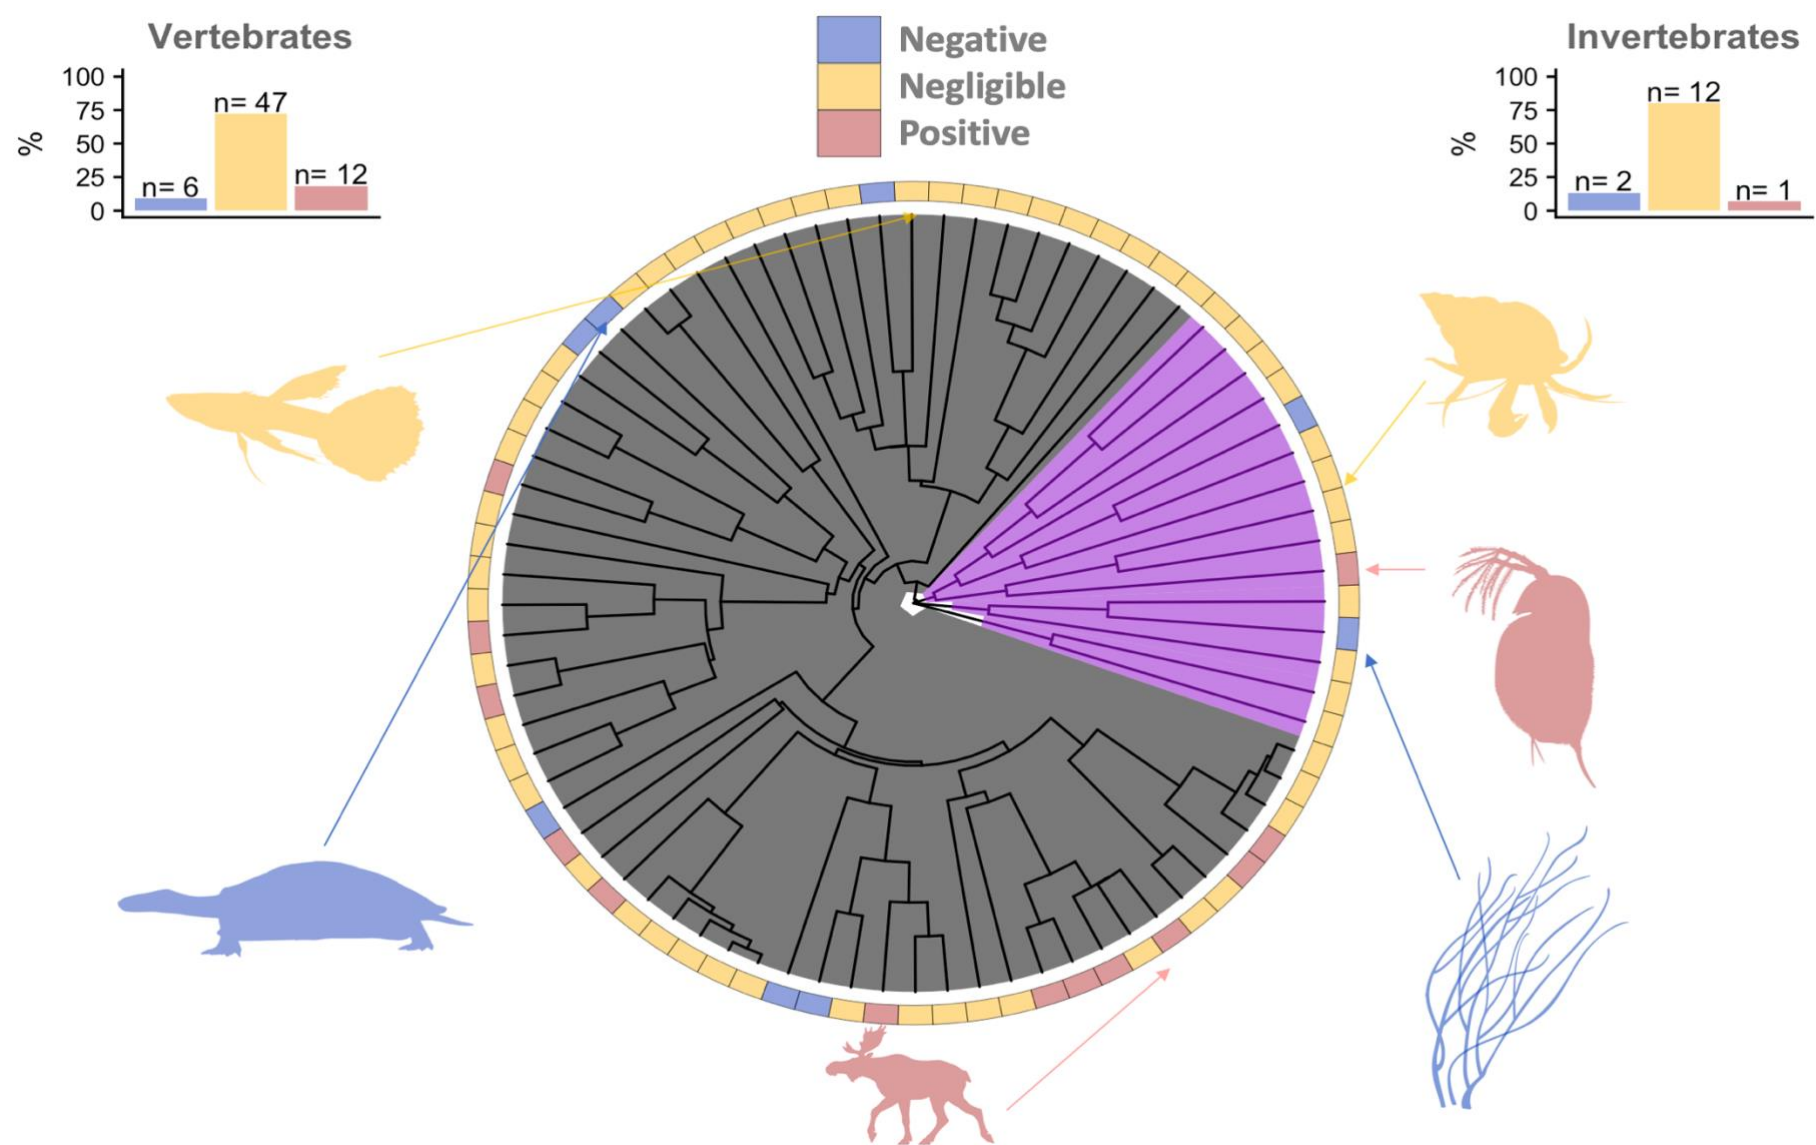 Vertebrates
100
75
50
25
0
%
n= 47
n= 6
n= 12
Negative
Negligible
Positive
Invertebrates
100
75
50
25
0
%
n= 12
n= 2
n= 1